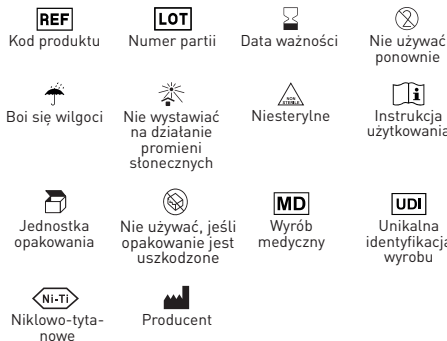 REF
LOT
Kod produktu
Numer partii
Data ważności
Nie używać
ponownie
2
Boi się wilgoci
Nie wystawiać
na działanie
promieni
słonecznych
NON
STERILE
Niesterylne
i
Instrukcja
użytkowania
Jednostka
opakowania
Nie używać, jeśli
opakowanie jest
uszkodzone
MD
Wyrób
medyczny
UDI
Unikalna
identyfikacja
wyrobu
Ni-Ti
Niklowo-tyta-
nowe
Producent